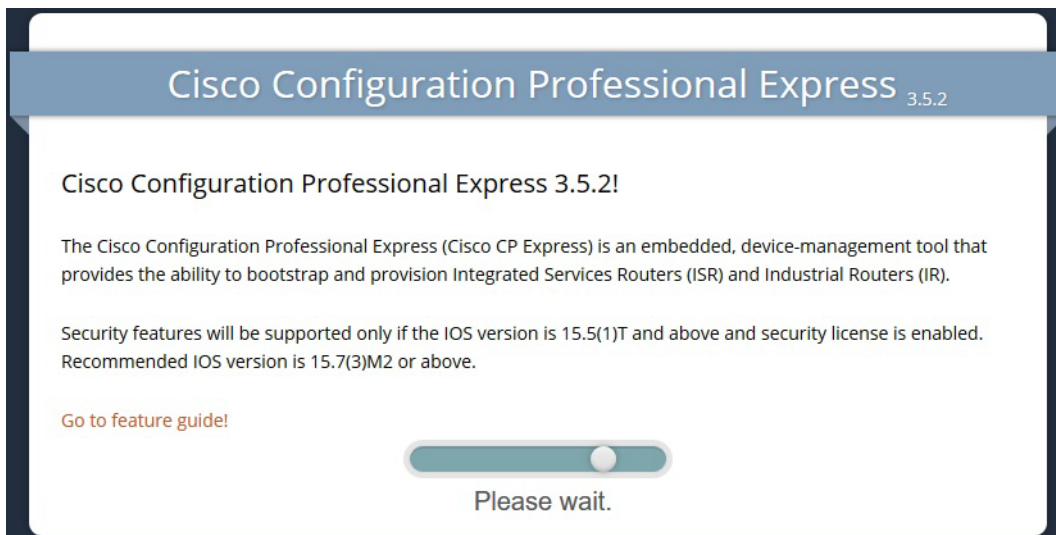 Cisco Configuration Professional Express 3.5.2
Cisco Configuration Professional Express 3.5.2!
The Cisco Configuration Professional Express (Cisco CP Express) is an embedded, device-management tool that
provides the ability to bootstrap and provision Integrated Services Routers (ISR) and Industrial Routers (IR).
Security features will be supported only if the IOS version is 15.5(1)T and above and security license is enabled.
Recommended IOS version is 15.7(3)M2 or above.
Go to feature guide!
Please wait.